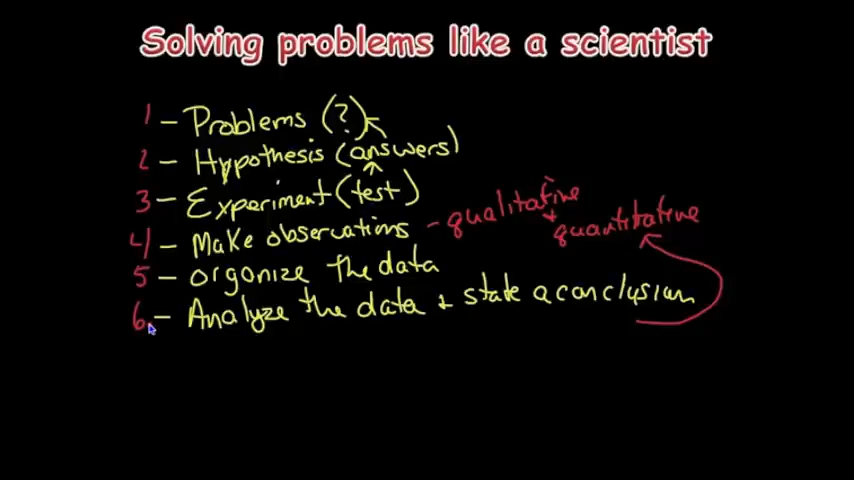 Solving problems like a scientist
1 - Problems (?)
2 - Hypothesis (answers)
3 - Experiment (test)
4 - Make observations - qualitative + quantitative
5 - organize the data
6 - Analyze the data + state a conclusion